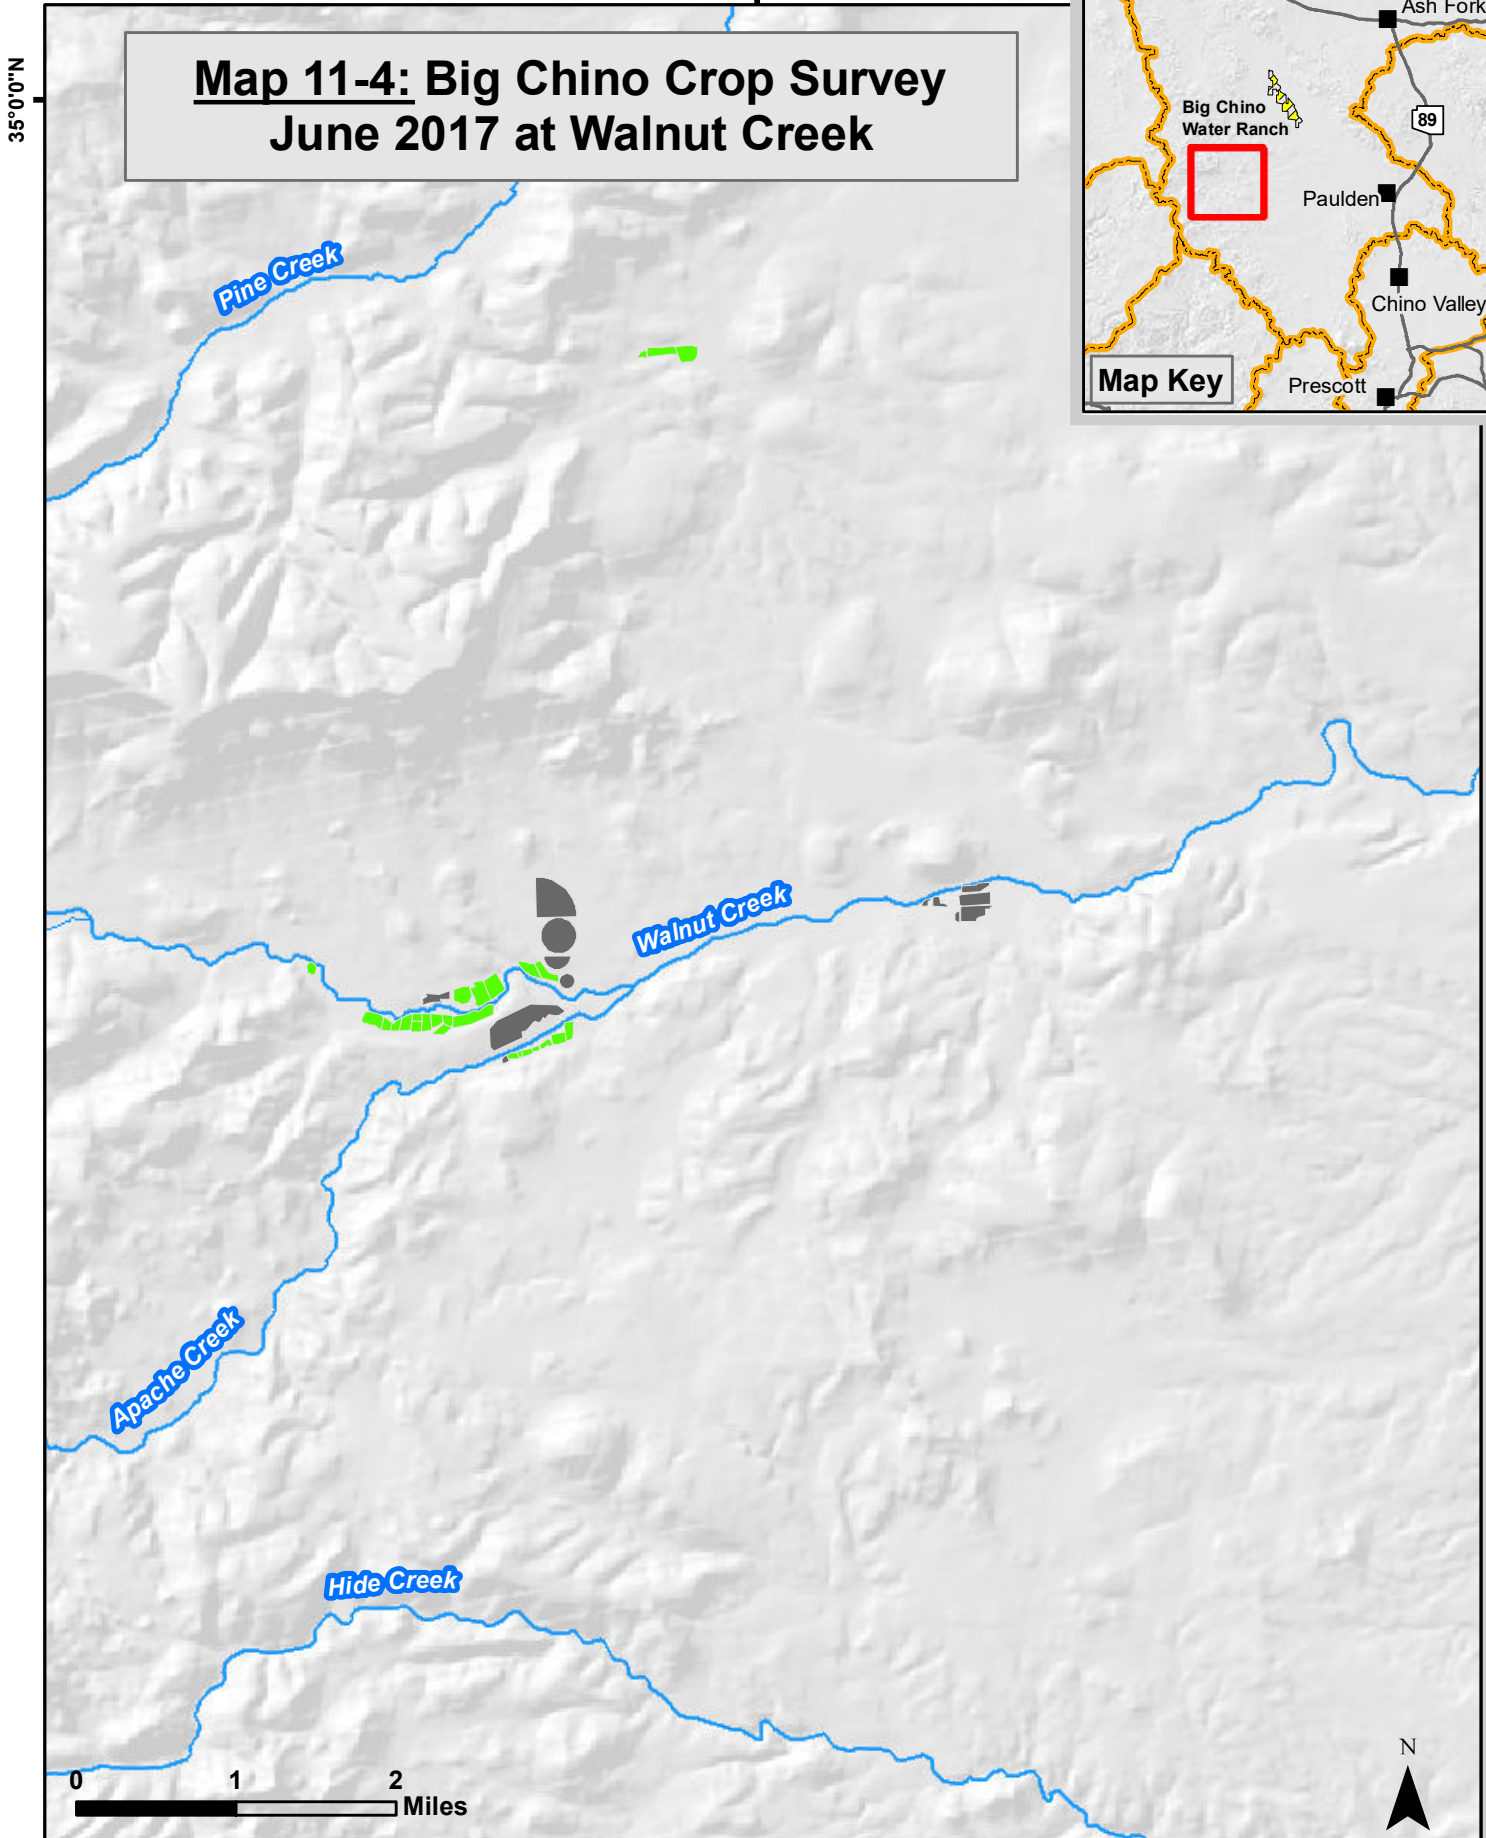 Map 11-4: Big Chino Crop Survey
June 2017 at Walnut Creek
35°0'0"N
Ash Fork
89
Big Chino
Water Ranch
Paulden
Chino Valley
Prescott
Map Key
Pine Creek
Walnut Creek
Apache Creek
Hide Creek
0 1 2
Miles
N